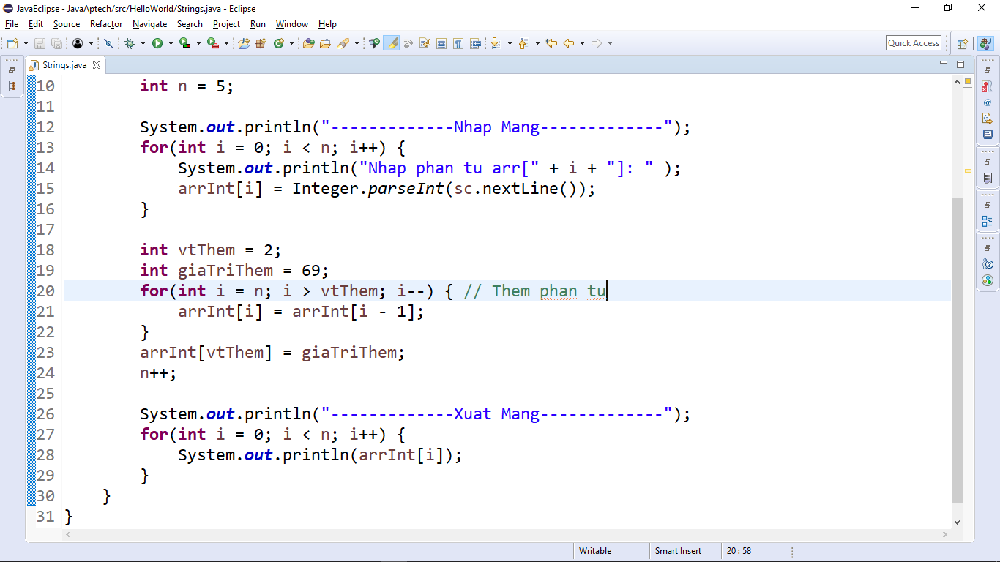 JavaEclipse - JavaAptech/src/HelloWorld/Strings.java - Eclipse
File Edit Source Refactor Navigate Search Project Run Window Help
Quick Access
Strings.java
10 int n = 5;
11
12 System.out.println("-------------Nhap Mang-------------");
13 for(int i = 0; i < n; i++) {
14 System.out.println("Nhap phan tu arr[" + i + "]: " );
15 arrInt[i] = Integer.parseInt(sc.nextLine());
16 }
17
18 int vtThem = 2;
19 int giaTriThem = 69;
20 for(int i = n; i > vtThem; i--) { // Them phan tu
21 arrInt[i] = arrInt[i - 1];
22 }
23 arrInt[vtThem] = giaTriThem;
24 n++;
25
26 System.out.println("-------------Xuat Mang-------------");
27 for(int i = 0; i < n; i++) {
28 System.out.println(arrInt[i]);
29 }
30 }
31 }
Writable Smart Insert 20 : 58